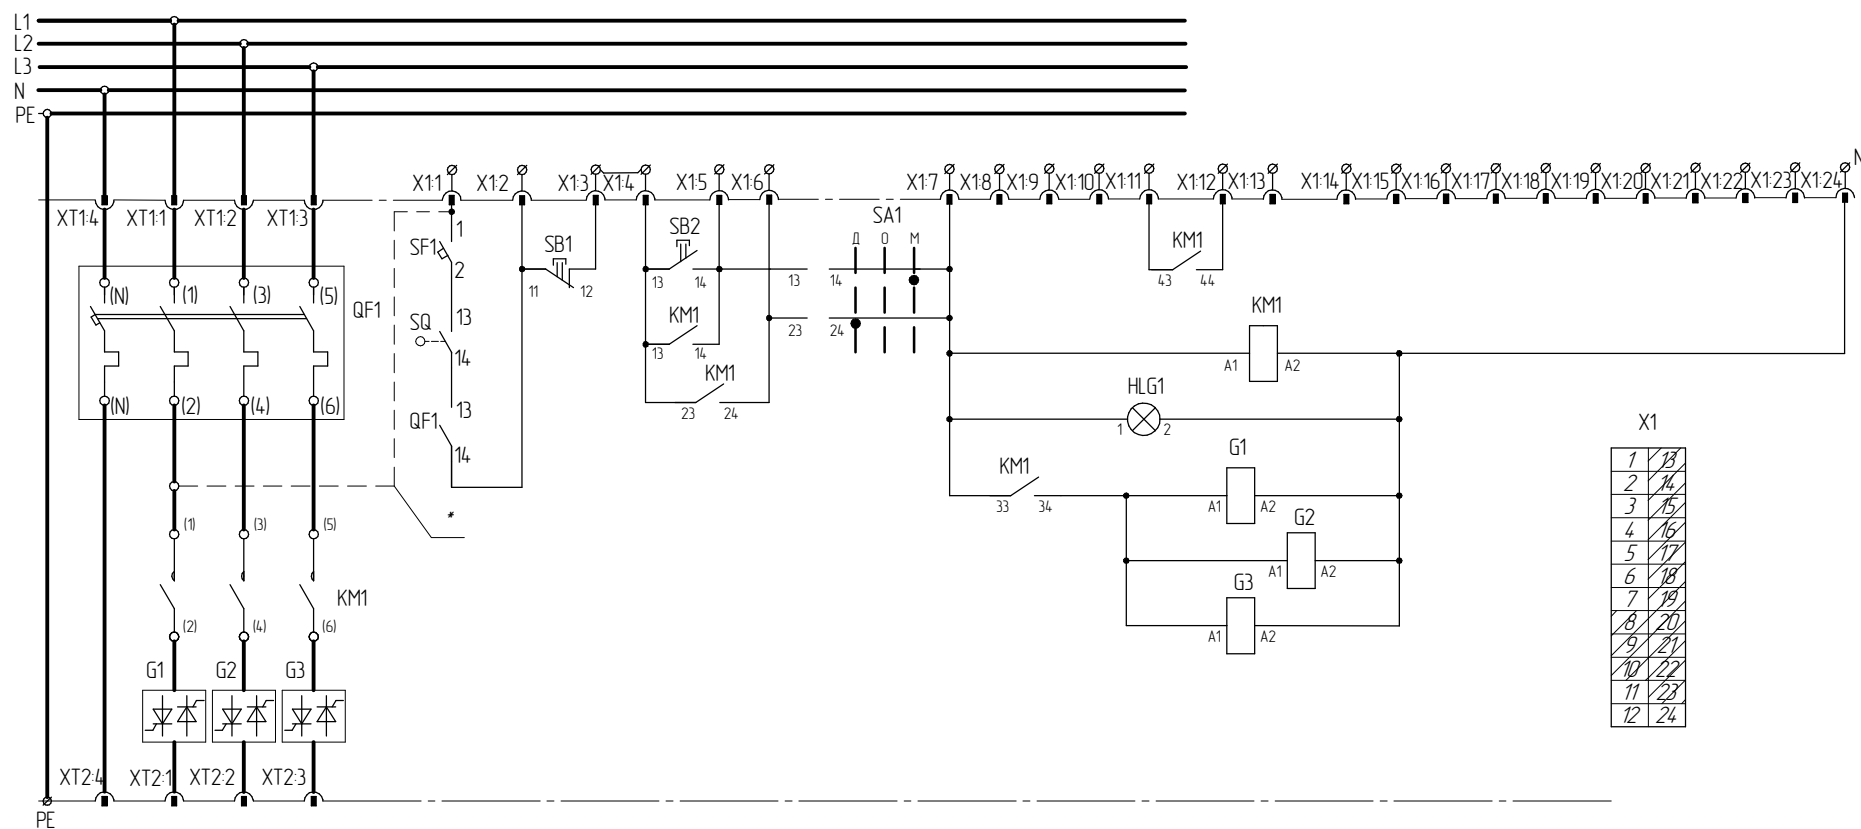 L1
L2
L3
N
PE
X1:1 X1:2 X1:3 X1:4 X1:5 X1:6 X1:7 X1:8 X1:9 X1:10 X1:11 X1:12 X1:13 X1:14 X1:15 X1:16 X1:17 X1:18 X1:19 X1:20 X1:21 X1:22 X1:23 X1:24 N
XT1:4 XT1:1 XT1:2 XT1:3
SA1
Д О М
1
SF1
2
SB1
11 12
SB2
13 14
13 14
KM1
43 44
(N) (1) (3) (5)
QF1
SQ
13
14
KM1
13 14
23 24
KM1
A1 A2
KM1
23 24
HLG1
1 2
(N) (2) (4) (6)
QF1
13
14
X1
1 13
2 14
3 15
4 16
5 17
6 18
7 19
8 20
9 21
10 22
11 23
12 24
KM1
33 34
G1
A1 A2
G2
A1 A2
G3
A1 A2
*
(1) (3) (5)
KM1
(2) (4) (6)
G1 G2 G3
XT2:4 XT2:1 XT2:2 XT2:3
PE